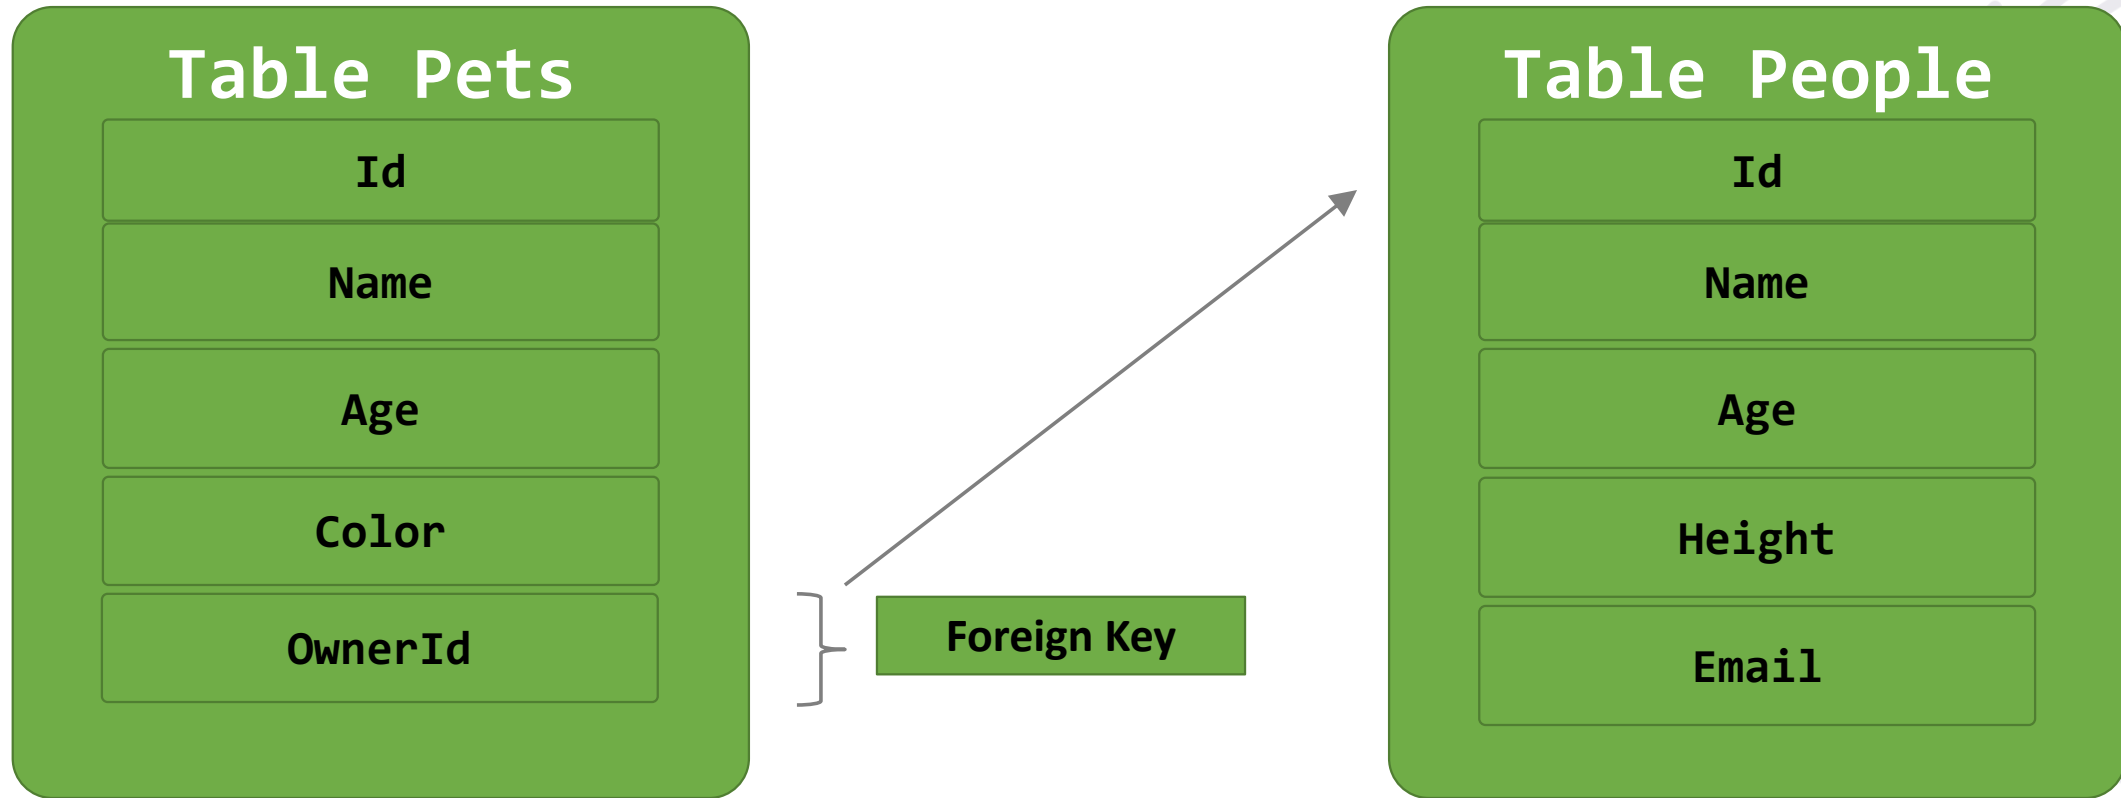 Table Pets
Id
Name
Age
Color
OwnerId
Foreign Key
Table People
Id
Name
Age
Height
Email